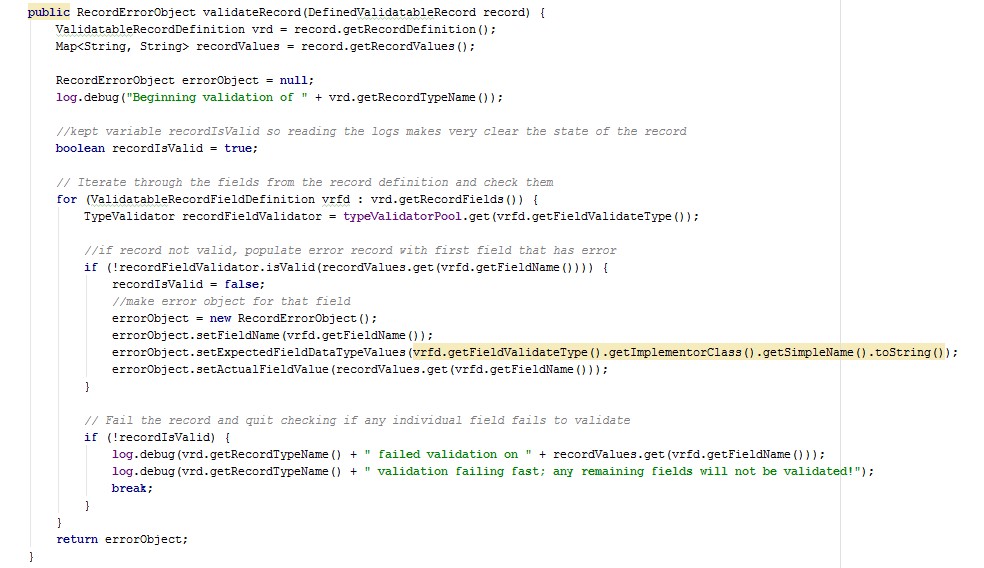 public RecordErrorObject validateRecord(DefinedValidatableRecord record) {
    ValidatableRecordDefinition vrd = record.getRecordDefinition();
    Map<String, String> recordValues = record.getRecordValues();

    RecordErrorObject errorObject = null;
    log.debug("Beginning validation of " + vrd.getRecordTypeName());

    //kept variable recordIsValid so reading the logs makes very clear the state of the record
    boolean recordIsValid = true;

    // Iterate through the fields from the record definition and check them
    for (ValidatableRecordFieldDefinition vrfd : vrd.getRecordFields()) {
        TypeValidator recordFieldValidator = typeValidatorPool.get(vrfd.getFieldValidateType());

        //if record not valid, populate error record with first field that has error
        if (!recordFieldValidator.isValid(recordValues.get(vrfd.getFieldName()))) {
            recordIsValid = false;
            //make error object for that field
            errorObject = new RecordErrorObject();
            errorObject.setFieldName(vrfd.getFieldName());
            errorObject.setExpectedFieldDataTypeValues(vrfd.getFieldValidateType().getImplementorClass().getSimpleName().toString());
            errorObject.setActualFieldValue(recordValues.get(vrfd.getFieldName()));
        }

        // Fail the record and quit checking if any individual field fails to validate
        if (!recordIsValid) {
            log.debug(vrd.getRecordTypeName() + " failed validation on " + recordValues.get(vrfd.getFieldName()));
            log.debug(vrd.getRecordTypeName() + " validation failing fast; any remaining fields will not be validated!");
            break;
        }
    }
    return errorObject;
}